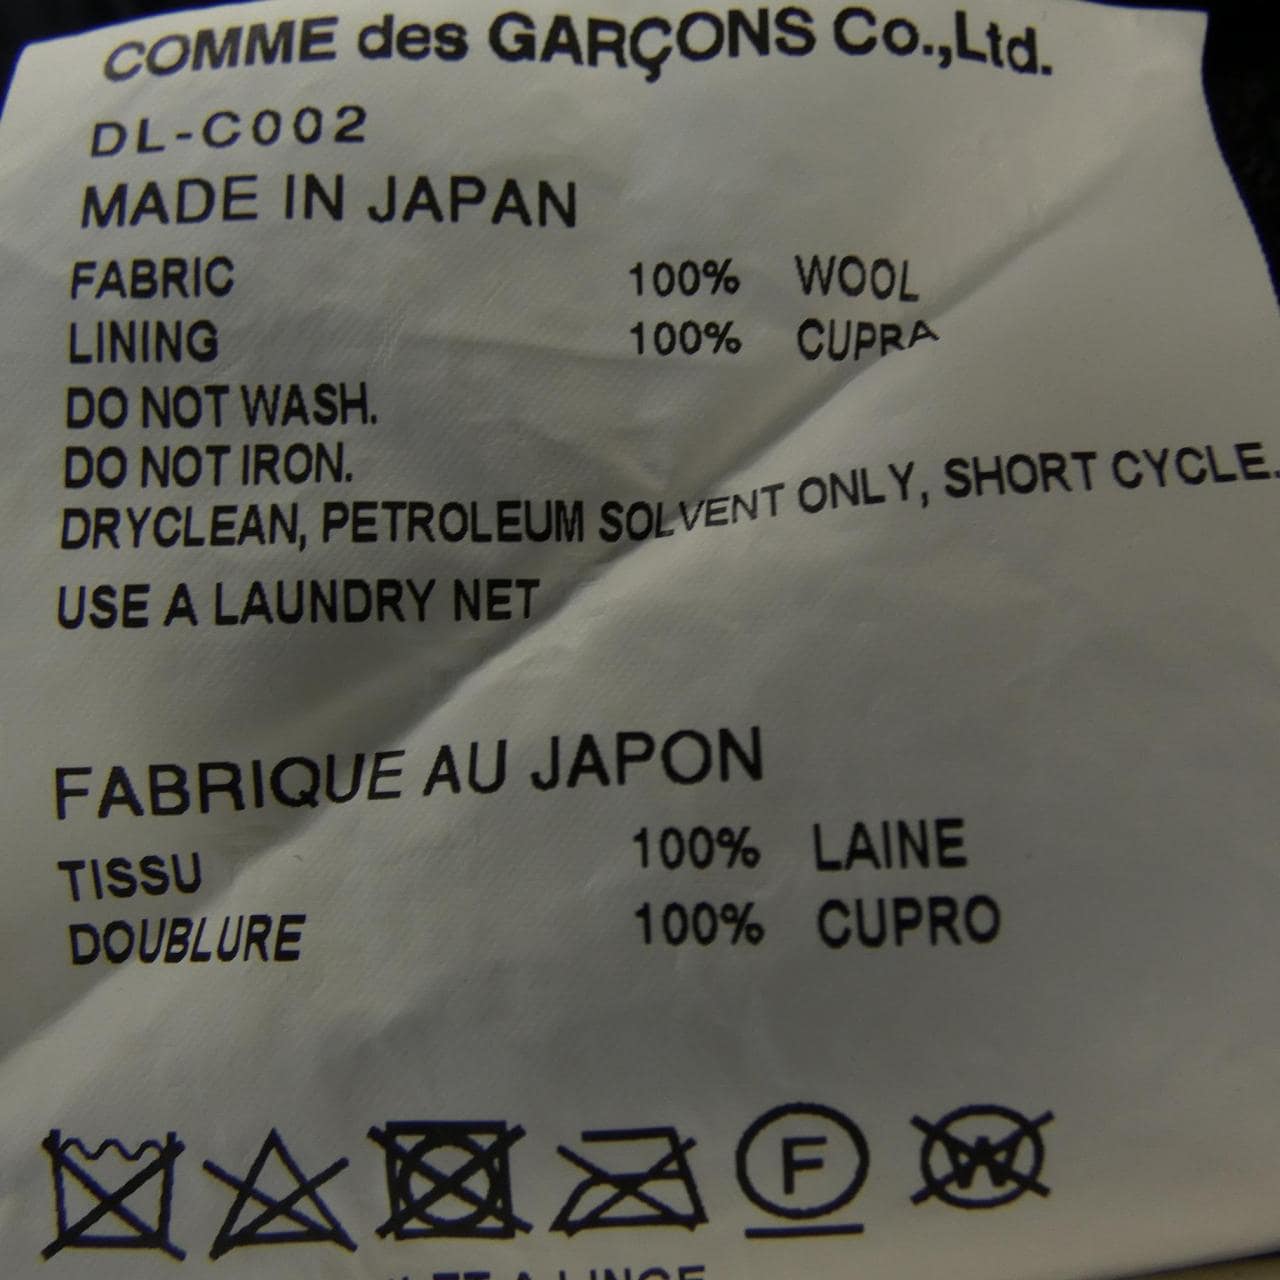 COMME des GARÇONS Co.,Ltd.
DL-C002
MADE IN JAPAN
FABRIC 100% WOOL
LINING 100% CUPRA
DO NOT WASH.
DO NOT IRON.
DRYCLEAN, PETROLEUM SOLVENT ONLY, SHORT CYCLE.
USE A LAUNDRY NET
FABRIQUE AU JAPON
TISSU 100% LAINE
DOUBLURE 100% CUPRO
F W
A LINGE